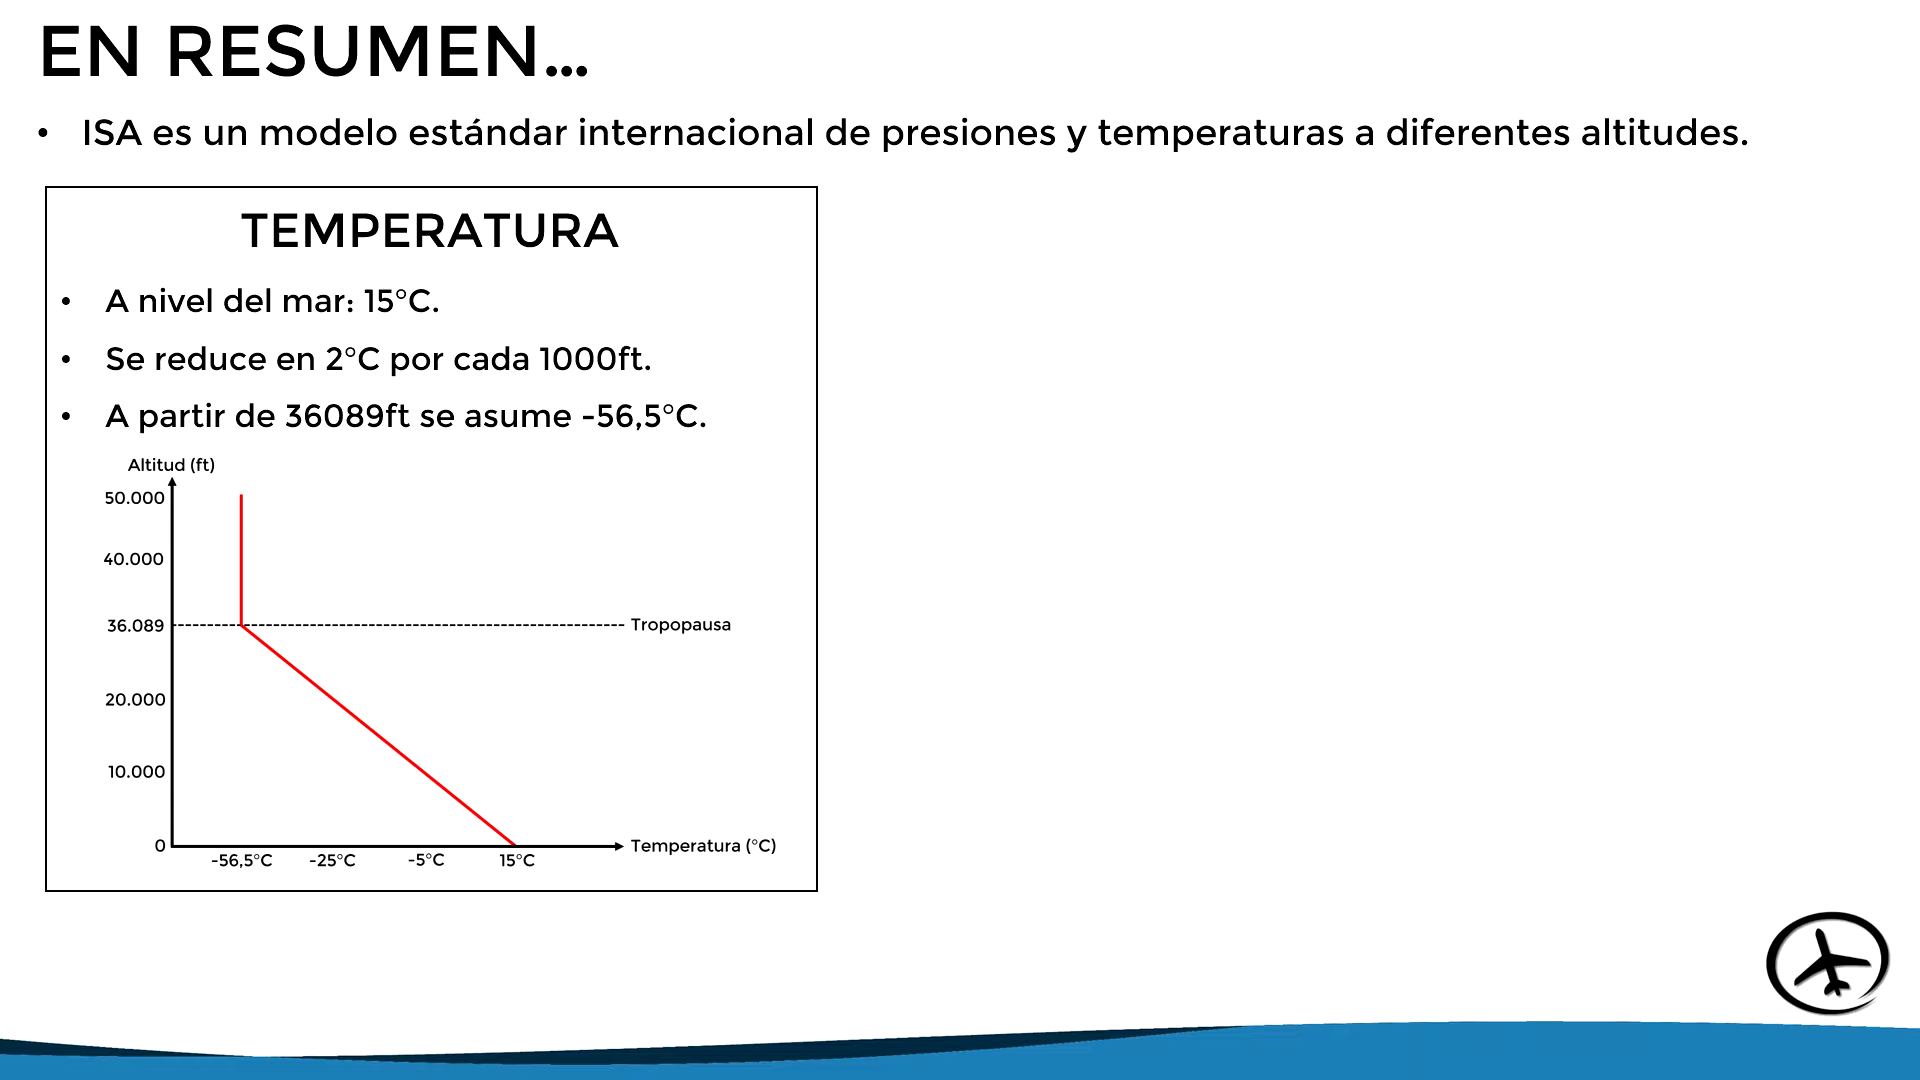 EN RESUMEN...
• ISA es un modelo estándar internacional de presiones y temperaturas a diferentes altitudes.
TEMPERATURA
• A nivel del mar: 15°C.
• Se reduce en 2°C por cada 1000ft.
• A partir de 36089ft se asume -56,5°C.
Altitud (ft)
50.000
40.000
36.089 Tropopausa
20.000
10.000
0 Temperatura (°C)
-56,5°C -25°C -5°C 15°C